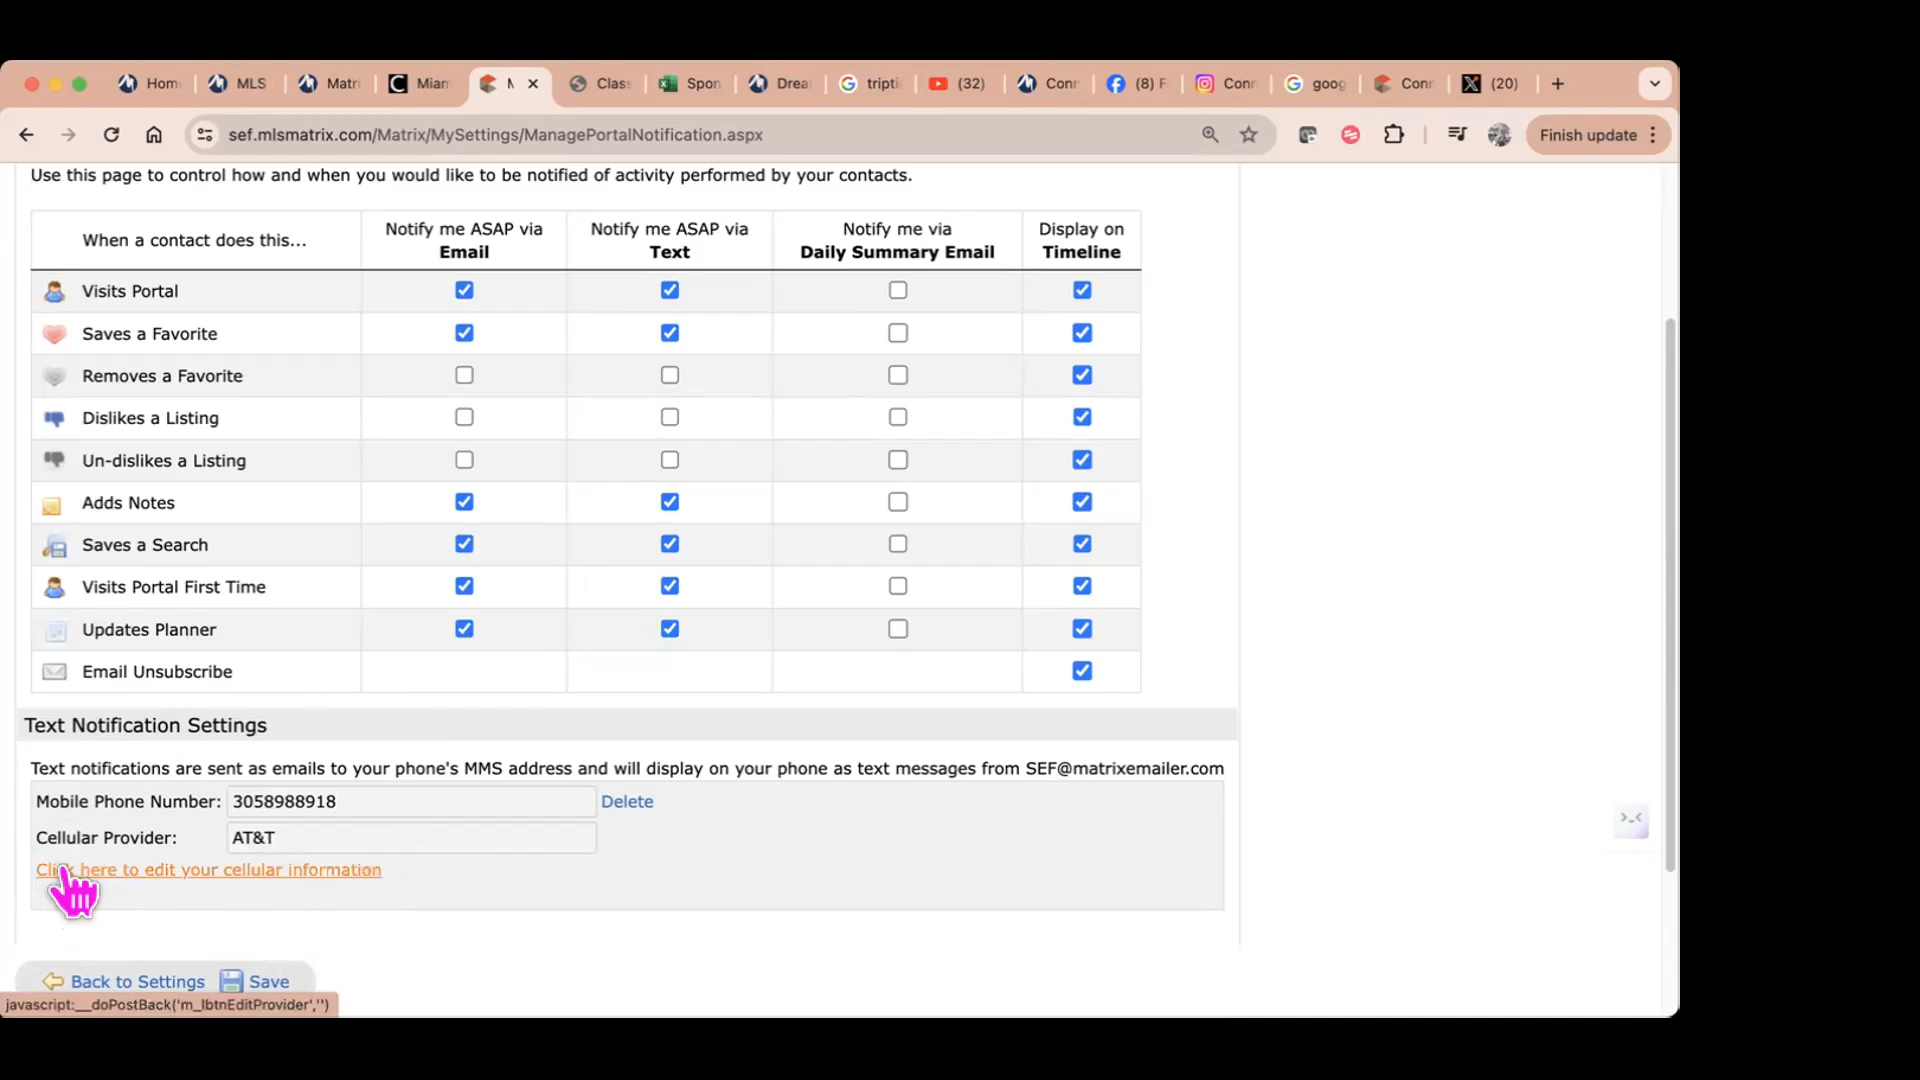 Hom
MLS
Matri
Miam
M
Class
Spon
Drea
tripti
(32)
Conn
(8) F
Conn
goog
Conn
(20)
sef.mlsmatrix.com/Matrix/MySettings/ManagePortalNotification.aspx
Finish update
Use this page to control how and when you would like to be notified of activity performed by your contacts.
When a contact does this...
Notify me ASAP via
Email
Notify me ASAP via
Text
Notify me via
Daily Summary Email
Display on
Timeline
Visits Portal
Saves a Favorite
Removes a Favorite
Dislikes a Listing
Un-dislikes a Listing
Adds Notes
Saves a Search
Visits Portal First Time
Updates Planner
Email Unsubscribe
Text Notification Settings
Text notifications are sent as emails to your phone's MMS address and will display on your phone as text messages from SEF@matrixemailer.com
Mobile Phone Number: 3058988918 Delete
Cellular Provider: AT&T
Click here to edit your cellular information
Back to Settings Save
javascript:__doPostBack('m_lbtnEditProvider','')